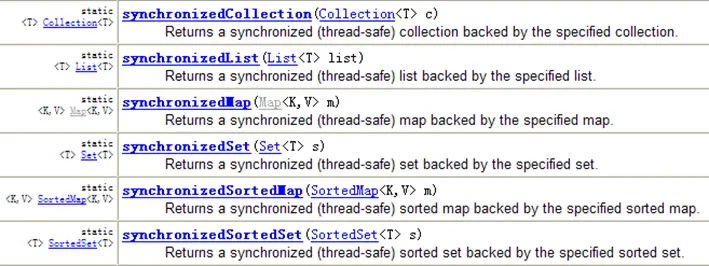 static
<T> Collection<T>
synchronizedCollection(Collection<T> c)
Returns a synchronized (thread-safe) collection backed by the specified collection.
static
<T> List<T>
synchronizedList(List<T> list)
Returns a synchronized (thread-safe) list backed by the specified list.
static
<K,V> Map<K,V>
synchronizedMap(Map<K,V> m)
Returns a synchronized (thread-safe) map backed by the specified map.
static
<T> Set<T>
synchronizedSet(Set<T> s)
Returns a synchronized (thread-safe) set backed by the specified set.
static
<K,V> SortedMap<K,V>
synchronizedSortedMap(SortedMap<K,V> m)
Returns a synchronized (thread-safe) sorted map backed by the specified sorted map.
static
<T> SortedSet<T>
synchronizedSortedSet(SortedSet<T> s)
Returns a synchronized (thread-safe) sorted set backed by the specified sorted set.